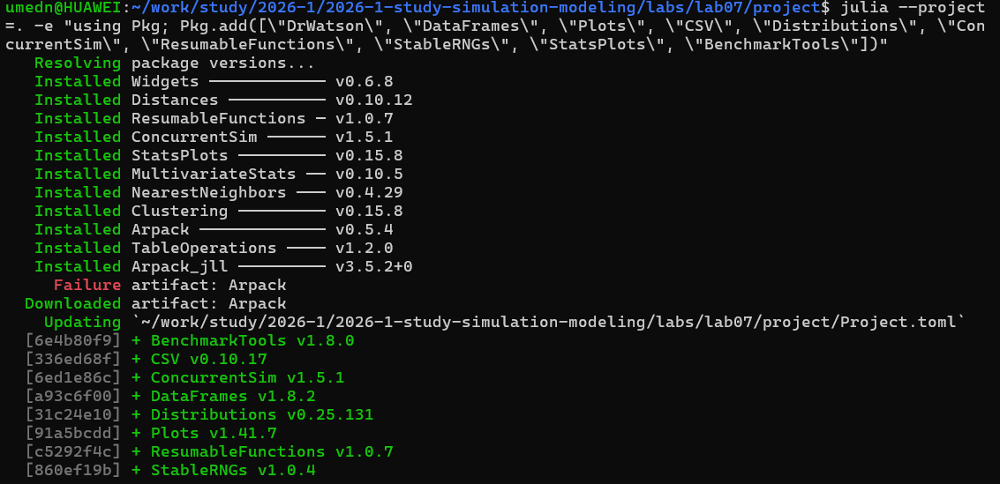 umedn@HUAWEI:~/work/study/2026-1/2026-1-study-simulation-modeling/labs/lab07/project$ julia --project
=. -e "using Pkg; Pkg.add([\"DrWatson\", \"DataFrames\", \"Plots\", \"CSV\", \"Distributions\", \"Con
currentSim\", \"ResumableFunctions\", \"StableRNGs\", \"StatsPlots\", \"BenchmarkTools\"])"
Resolving package versions...
Installed Widgets ──────────── v0.6.8
Installed Distances ────────── v0.10.12
Installed ResumableFunctions ─ v1.0.7
Installed ConcurrentSim ────── v1.5.1
Installed StatsPlots ───────── v0.15.8
Installed MultivariateStats ── v0.10.5
Installed NearestNeighbors ─── v0.4.29
Installed Clustering ───────── v0.15.8
Installed Arpack ───────────── v0.5.4
Installed TableOperations ──── v1.2.0
Installed Arpack_jll ───────── v3.5.2+0
Failure artifact: Arpack
Downloaded artifact: Arpack
Updating `~/work/study/2026-1/2026-1-study-simulation-modeling/labs/lab07/project/Project.toml`
[6e4b80f9] + BenchmarkTools v1.8.0
[336ed68f] + CSV v0.10.17
[6ed1e86c] + ConcurrentSim v1.5.1
[a93c6f00] + DataFrames v1.8.2
[31c24e10] + Distributions v0.25.131
[91a5bcdd] + Plots v1.41.7
[c5292f4c] + ResumableFunctions v1.0.7
[860ef19b] + StableRNGs v1.0.4